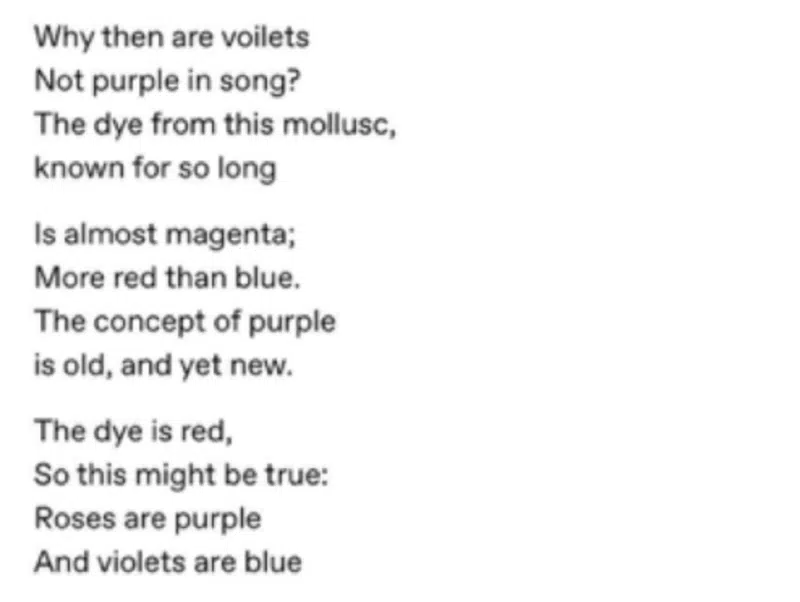 Why then are voilets
Not purple in song?
The dye from this mollusc,
known for so long
Is almost magenta;
More red than blue.
The concept of purple
is old, and yet new.
The dye is red,
So this might be true:
Roses are purple
And violets are blue